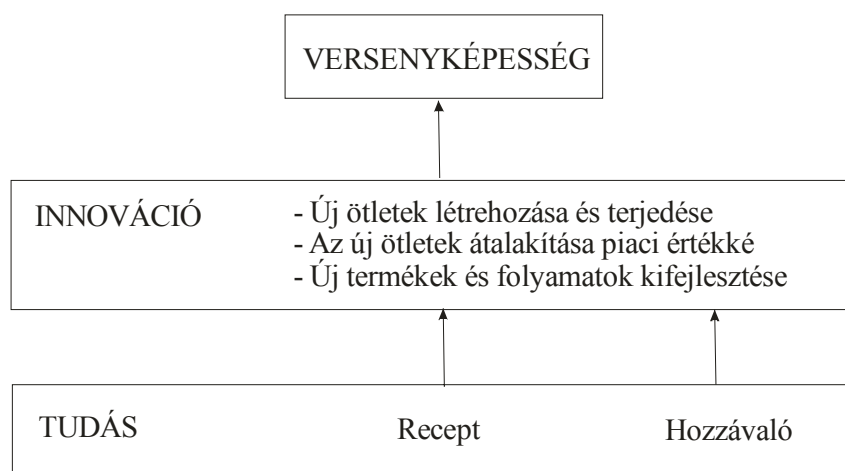 VERSENYKÉPESSÉG
INNOVÁCIÓ
- Új ötletek létrehozása és terjedése
- Az új ötletek átalakítása piaci értékké
- Új termékek és folyamatok kifejlesztése
TUDÁS Recept Hozzávaló